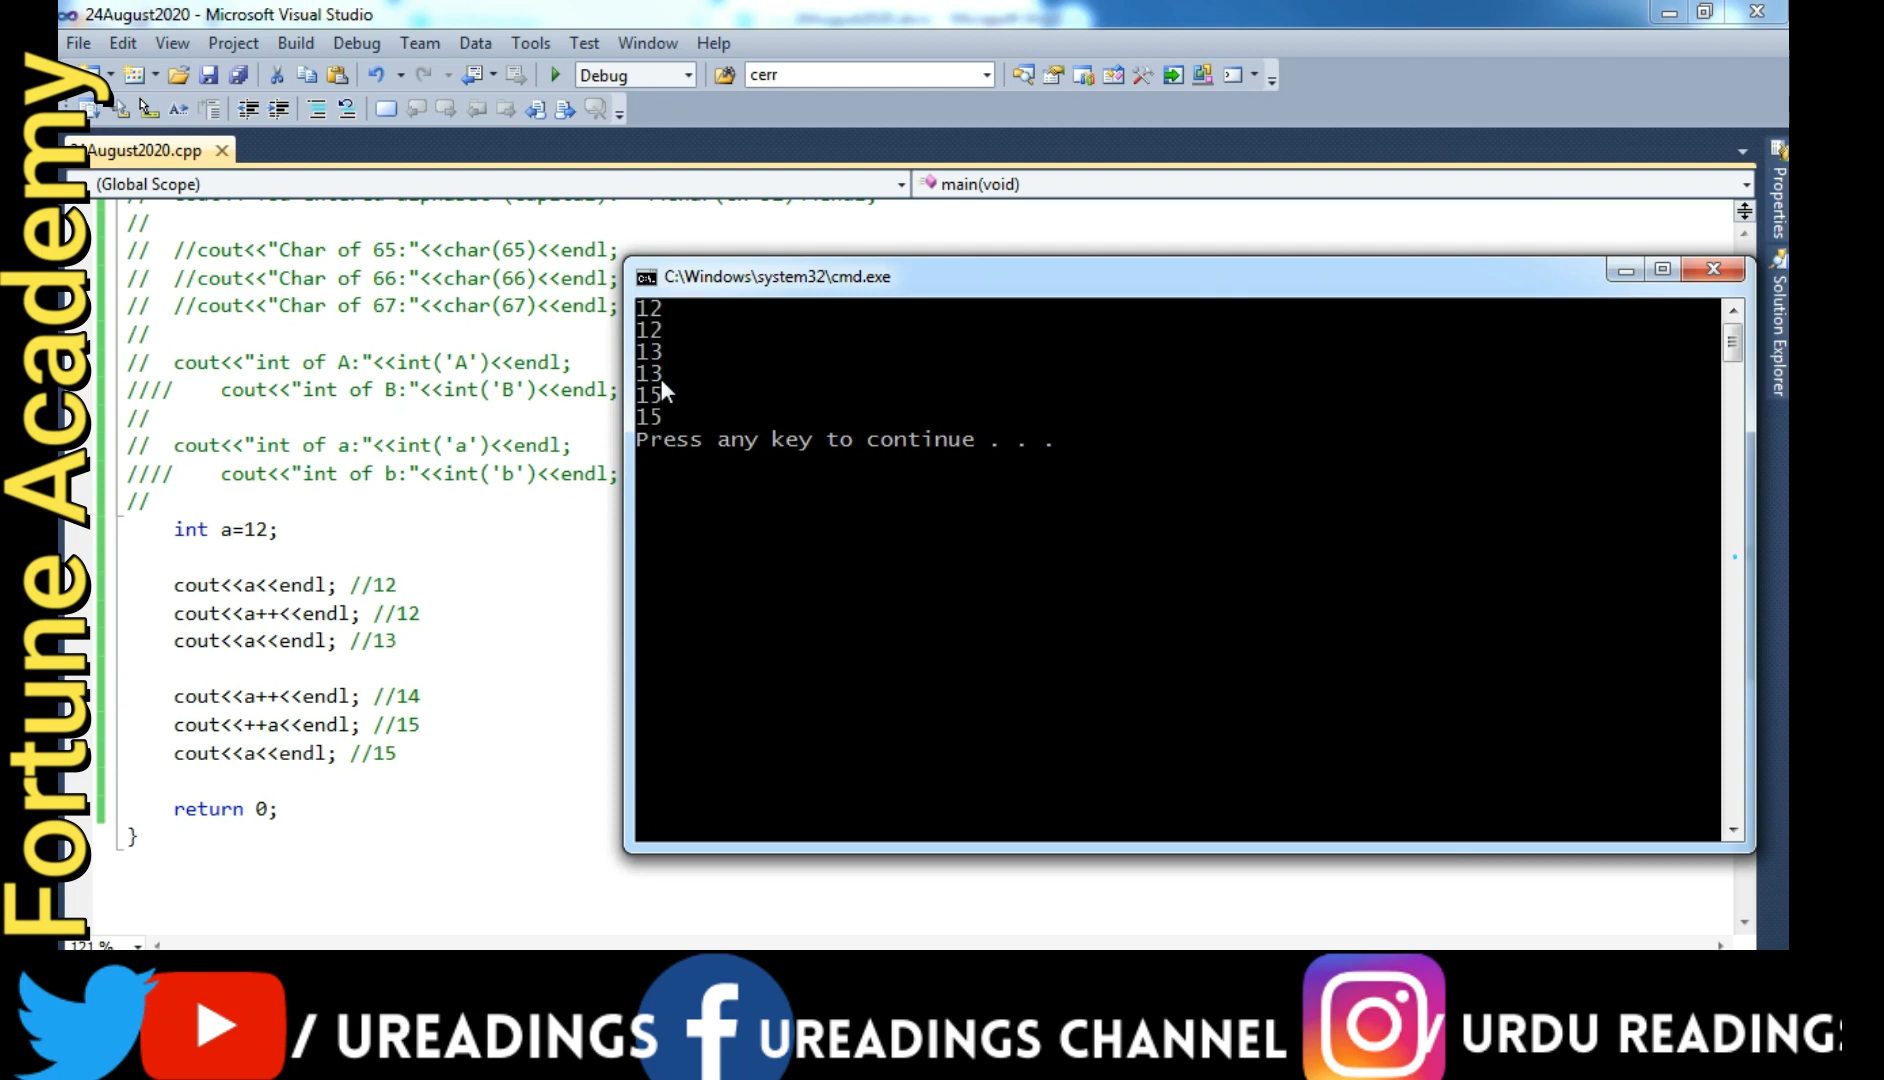 24August2020 - Microsoft Visual Studio
File Edit View Project Build Debug Team Data Tools Test Window Help
Debug cerr
August2020.cpp
(Global Scope) main(void)
//
// //cout<<"Char of 65:"<<char(65)<<endl;
// //cout<<"Char of 66:"<<char(66)<<endl;
// //cout<<"Char of 67:"<<char(67)<<endl;
//
// cout<<"int of A:"<<int('A')<<endl;
//// cout<<"int of B:"<<int('B')<<endl;
//
// cout<<"int of a:"<<int('a')<<endl;
//// cout<<"int of b:"<<int('b')<<endl;
//
int a=12;
cout<<a<<endl; //12
cout<<a++<<endl; //12
cout<<a<<endl; //13
cout<<a++<<endl; //14
cout<<++a<<endl; //15
cout<<a<<endl; //15
return 0;
}
121 %
C:\Windows\system32\cmd.exe
12
12
13
13
15
15
Press any key to continue . . .
Properties
Solution Explorer
Fortune Academy
/ UREADINGS
UREADINGS CHANNEL
/ URDU READINGS